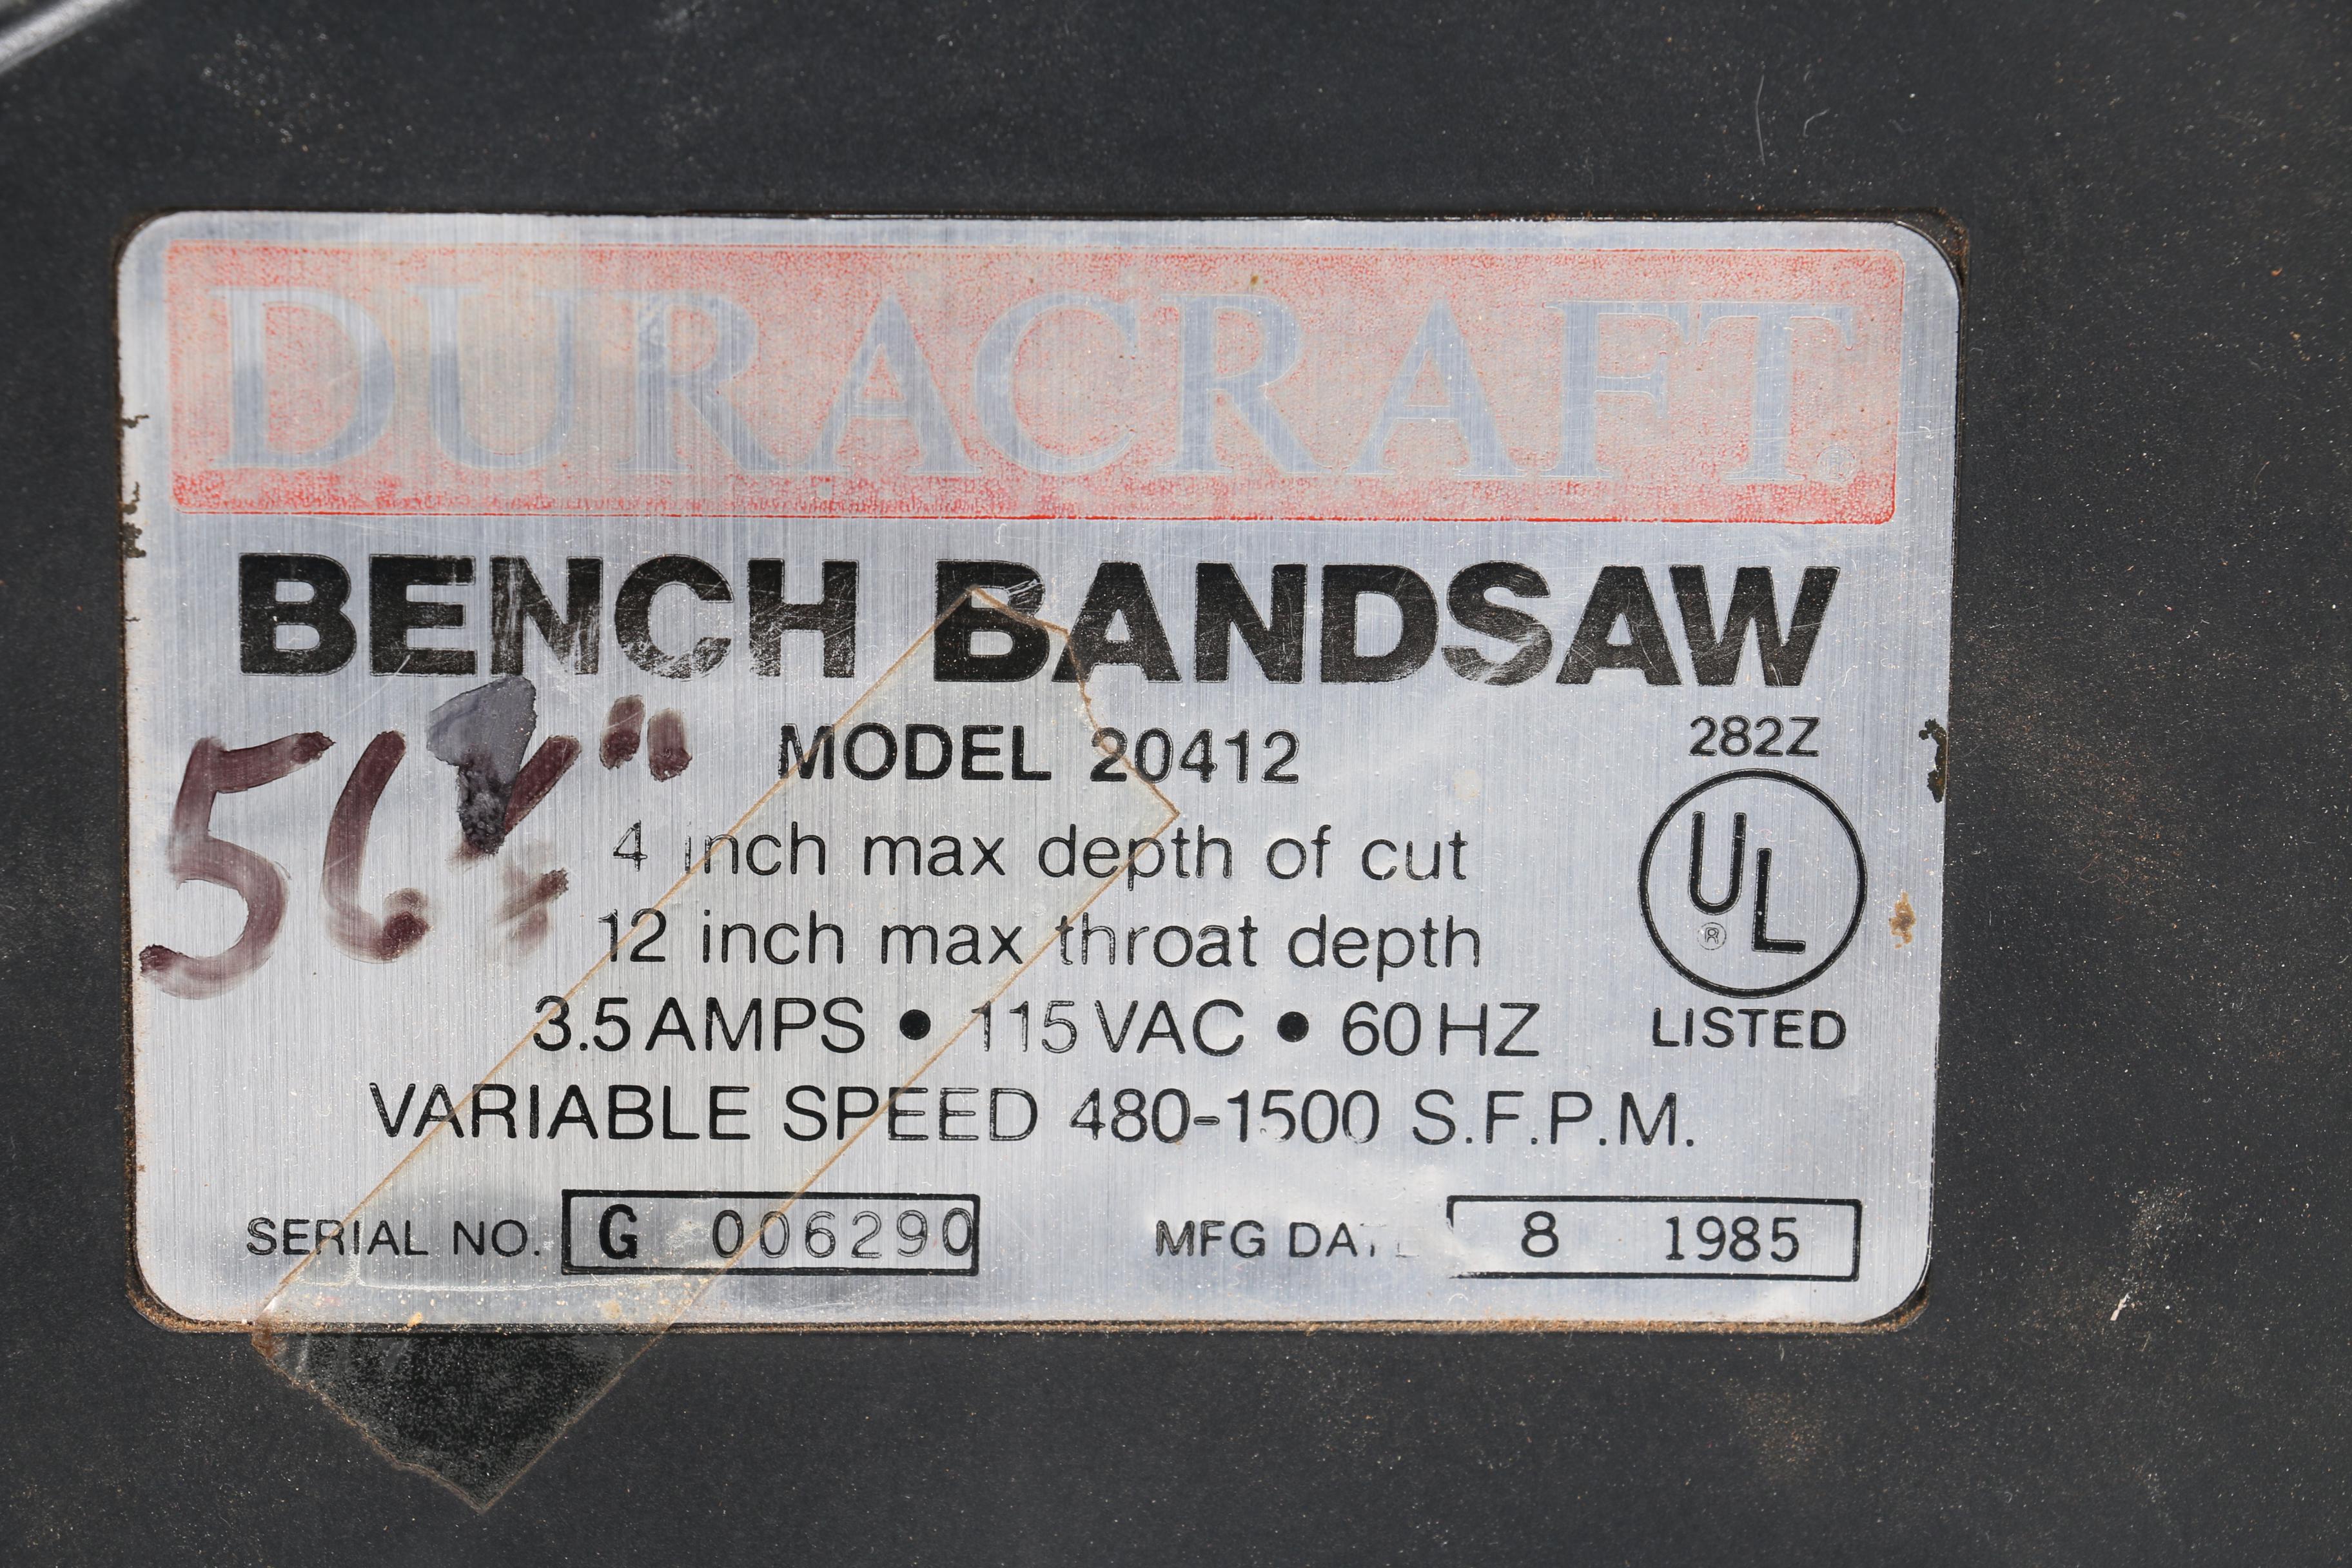 DURACRAFT®
BENCH BANDSAW
MODEL 20412
282Z
4 inch max depth of cut
12 inch max throat depth
UL®
LISTED
3.5 AMPS • 115 VAC • 60 HZ
VARIABLE SPEED 480-1500 S.F.P.M.
SERIAL NO. G 006290
MFG 8 1985